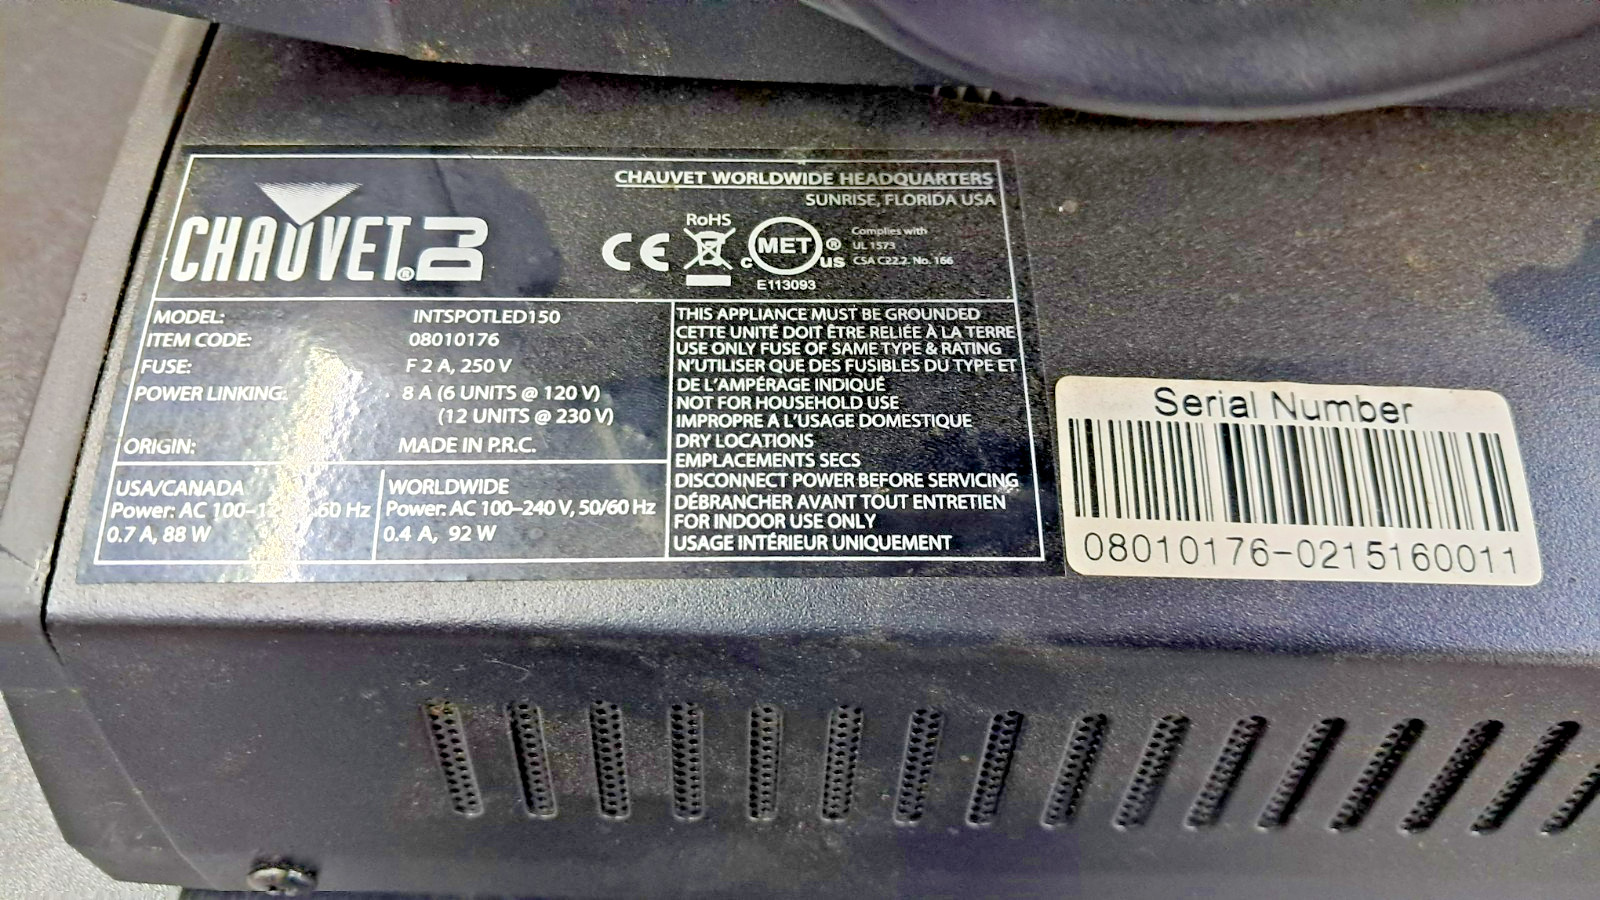 CHAUVET® DJ
CHAUVET WORLDWIDE HEADQUARTERS
SUNRISE, FLORIDA USA
CE
RoHS
c MET ® us
E113093
Complies with
UL 1573
CSA C22.2. No. 166
MODEL: INTSPOTLED150
ITEM CODE: 08010176
FUSE: F 2 A, 250 V
POWER LINKING: 8 A (6 UNITS @ 120 V)
(12 UNITS @ 230 V)
ORIGIN: MADE IN P.R.C.
USA/CANADA
Power: AC 100–12 60 Hz
0.7 A, 88 W
WORLDWIDE
Power: AC 100–240 V, 50/60 Hz
0.4 A, 92 W
THIS APPLIANCE MUST BE GROUNDED
CETTE UNITÉ DOIT ÊTRE RELIÉE À LA TERRE
USE ONLY FUSE OF SAME TYPE & RATING
N'UTILISER QUE DES FUSIBLES DU TYPE ET
DE L'AMPÉRAGE INDIQUÉ
NOT FOR HOUSEHOLD USE
IMPROPRE A L'USAGE DOMESTIQUE
DRY LOCATIONS
EMPLACEMENTS SECS
DISCONNECT POWER BEFORE SERVICING
DÉBRANCHER AVANT TOUT ENTRETIEN
FOR INDOOR USE ONLY
USAGE INTÉRIEUR UNIQUEMENT
Serial Number
08010176-0215160011